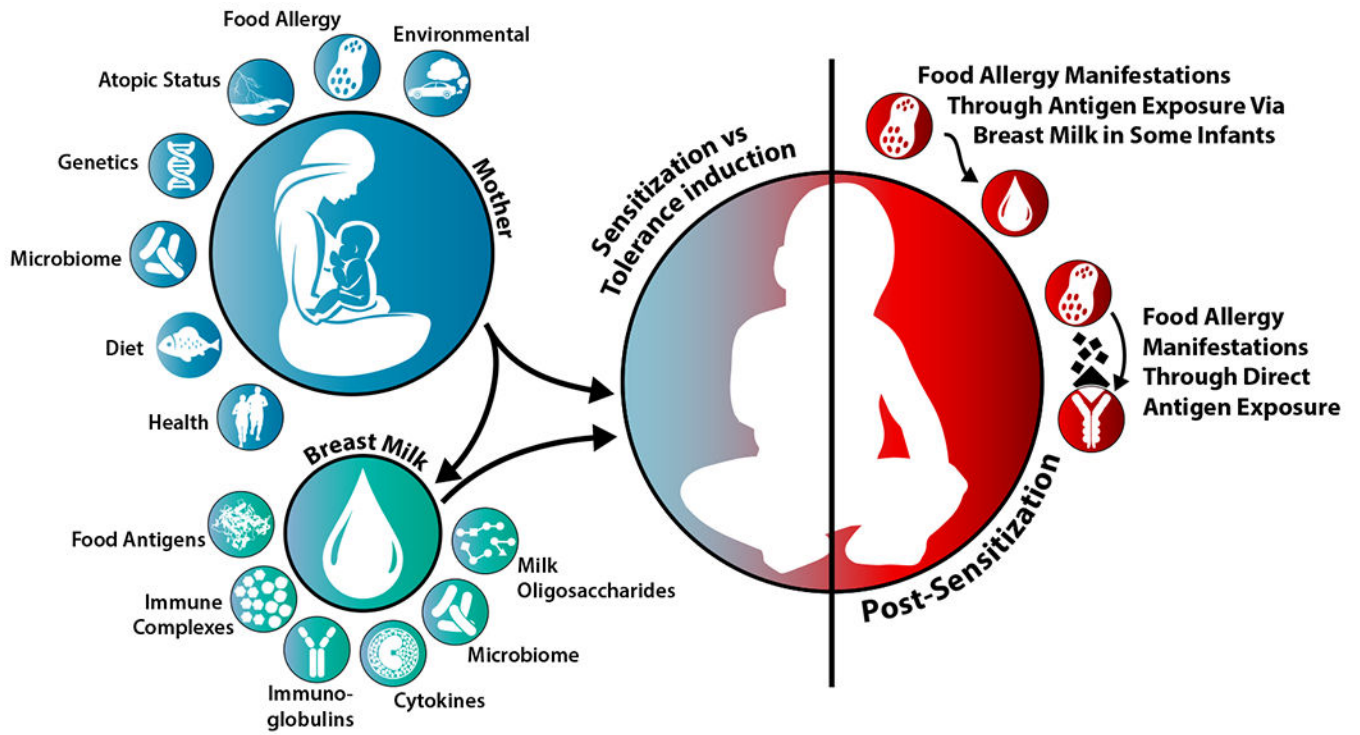 Food Allergy
Environmental
Atopic Status
Genetics
Microbiome
Diet
Health
Mother
Breast Milk
Food Antigens
Immune
Complexes
Immuno-
globulins
Cytokines
Microbiome
Milk
Oligosaccharides
Sensitization vs
Tolerance induction
Food Allergy Manifestations
Through Antigen Exposure Via
Breast Milk in Some Infants
Food Allergy
Manifestations
Through Direct
Antigen Exposure
Post-Sensitization